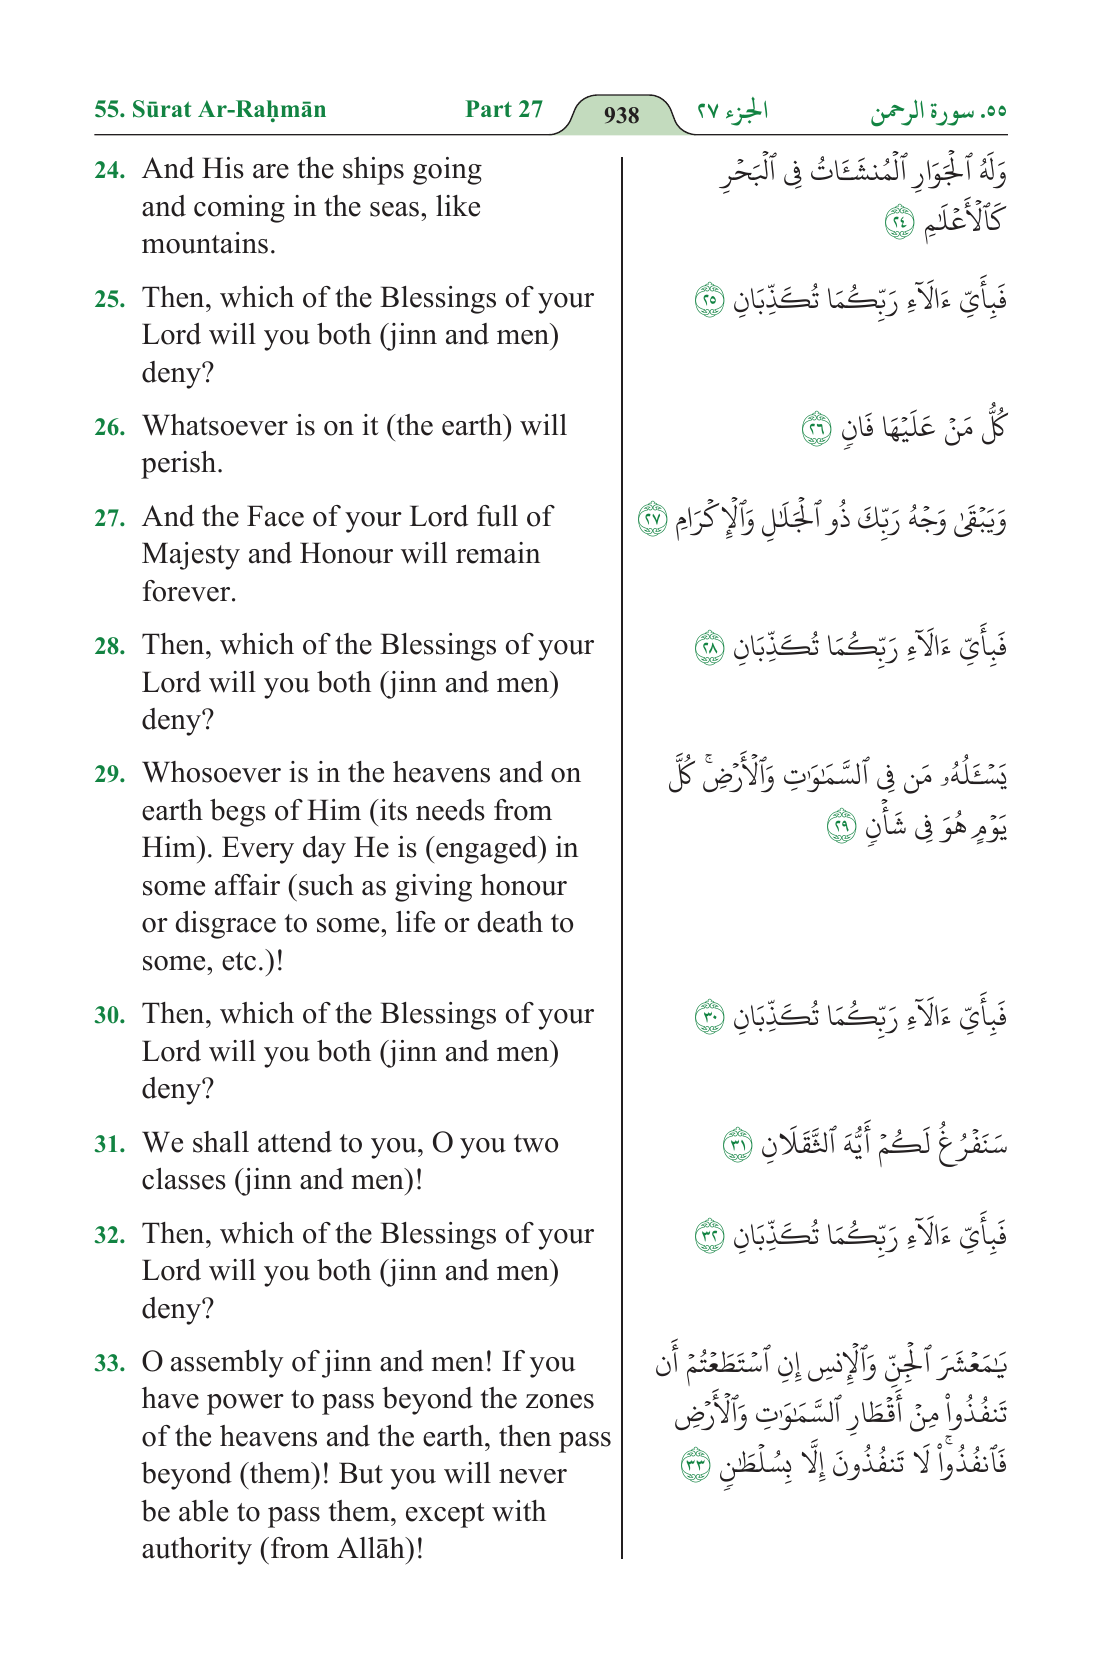 55. Sūrat Ar-Raḥmān Part 27 938 الجزء ٢٧ ٥٥. سورة الرحمن
24. And His are the ships going
and coming in the seas, like
mountains.
وَلَهُ ٱلْجَوَارِ ٱلْمُنشَـَٔاتُ فِى ٱلْبَحْرِ
كَٱلْأَعْلَـٰمِ ٢٤
25. Then, which of the Blessings of your
Lord will you both (jinn and men)
deny?
فَبِأَىِّ ءَالَآءِ رَبِّكُمَا تُكَذِّبَانِ ٢٥
26. Whatsoever is on it (the earth) will
perish.
كُلُّ مَنْ عَلَيْهَا فَانٍ ٢٦
27. And the Face of your Lord full of
Majesty and Honour will remain
forever.
وَيَبْقَىٰ وَجْهُ رَبِّكَ ذُو ٱلْجَلَـٰلِ وَٱلْإِكْرَامِ ٢٧
28. Then, which of the Blessings of your
Lord will you both (jinn and men)
deny?
فَبِأَىِّ ءَالَآءِ رَبِّكُمَا تُكَذِّبَانِ ٢٨
29. Whosoever is in the heavens and on
earth begs of Him (its needs from
Him). Every day He is (engaged) in
some affair (such as giving honour
or disgrace to some, life or death to
some, etc.)!
يَسْـَٔلُهُۥ مَن فِى ٱلسَّمَـٰوَٰتِ وَٱلْأَرْضِ ۚ كُلَّ
يَوْمٍ هُوَ فِى شَأْنٍ ٢٩
30. Then, which of the Blessings of your
Lord will you both (jinn and men)
deny?
فَبِأَىِّ ءَالَآءِ رَبِّكُمَا تُكَذِّبَانِ ٣٠
31. We shall attend to you, O you two
classes (jinn and men)!
سَنَفْرُغُ لَكُمْ أَيُّهَ ٱلثَّقَلَانِ ٣١
32. Then, which of the Blessings of your
Lord will you both (jinn and men)
deny?
فَبِأَىِّ ءَالَآءِ رَبِّكُمَا تُكَذِّبَانِ ٣٢
33. O assembly of jinn and men! If you
have power to pass beyond the zones
of the heavens and the earth, then pass
beyond (them)! But you will never
be able to pass them, except with
authority (from Allāh)!
يَـٰمَعْشَرَ ٱلْجِنِّ وَٱلْإِنسِ إِنِ ٱسْتَطَعْتُمْ أَن
تَنفُذُوا۟ مِنْ أَقْطَارِ ٱلسَّمَـٰوَٰتِ وَٱلْأَرْضِ
فَٱنفُذُوا۟ ۚ لَا تَنفُذُونَ إِلَّا بِسُلْطَـٰنٍ ٣٣